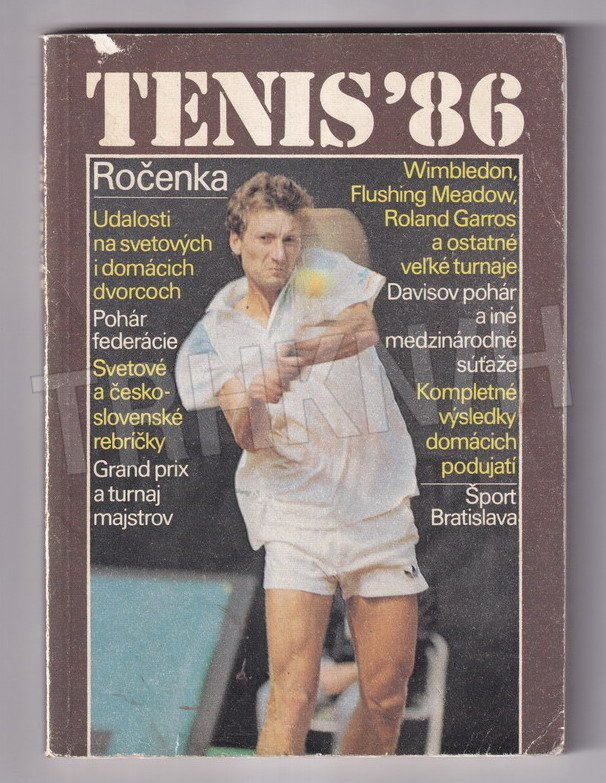 TENIS '86
Ročenka
Udalosti
na svetových
i domácich
dvorcoch
Pohár
federácie
Svetové
a česko-
slovenské
rebríčky
Grand prix
a turnaj
majstrov
Wimbledon,
Flushing Meadow,
Roland Garros
a ostatné
veľké turnaje
Davisov pohár
a iné
medzinárodné
súťaže
Kompletné
výsledky
domácich
podujatí
Šport
Bratislava